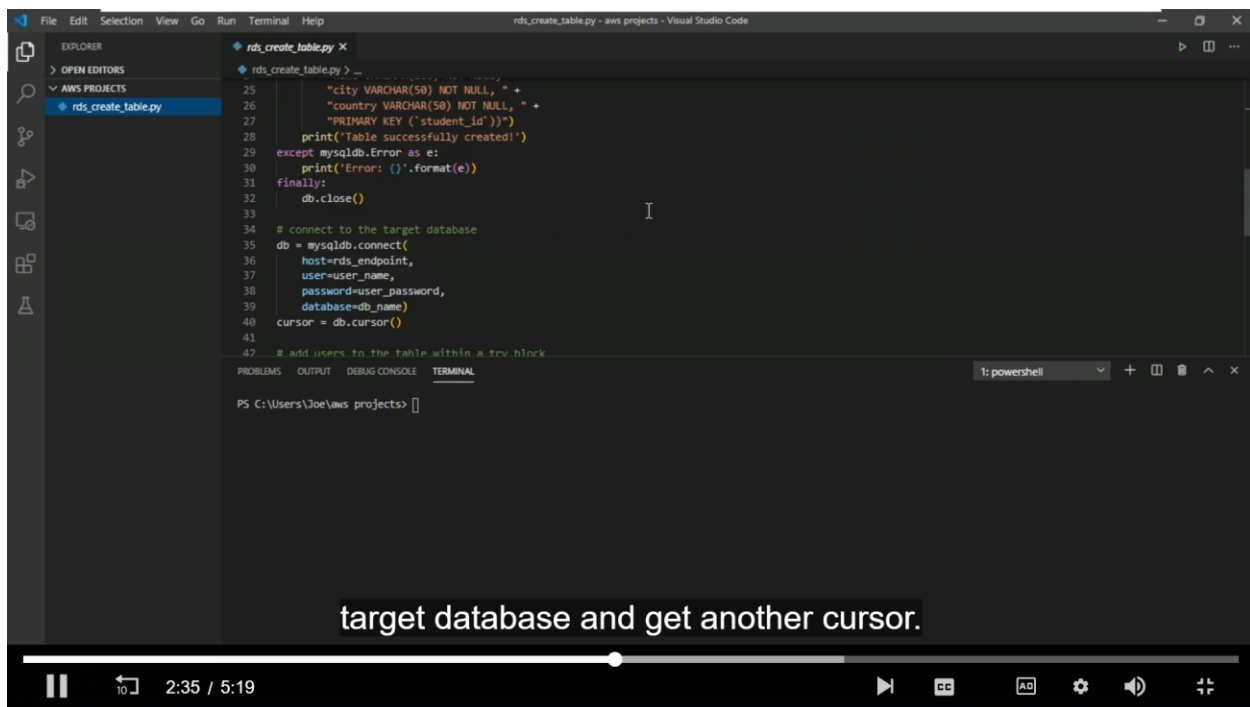 File Edit Selection View Go Run Terminal Help
rds_create_table.py - aws projects - Visual Studio Code
EXPLORER
rds_create_table.py
OPEN EDITORS
rds_create_table.py > ...
AWS PROJECTS
rds_create_table.py
25 "city VARCHAR(50) NOT NULL, " +
26 "country VARCHAR(50) NOT NULL, " +
27 "PRIMARY KEY (`student_id`))")
28 print('Table successfully created!')
29 except mysqldb.Error as e:
30 print('Error: {}'.format(e))
31 finally:
32 db.close()
33
34 # connect to the target database
35 db = mysqldb.connect(
36 host=rds_endpoint,
37 user=user_name,
38 password=user_password,
39 database=db_name)
40 cursor = db.cursor()
41
42 # add users to the table within a try block
PROBLEMS OUTPUT DEBUG CONSOLE TERMINAL
1: powershell
PS C:\Users\Joe\aws projects>
target database and get another cursor.
10
2:35 / 5:19
CC
AD